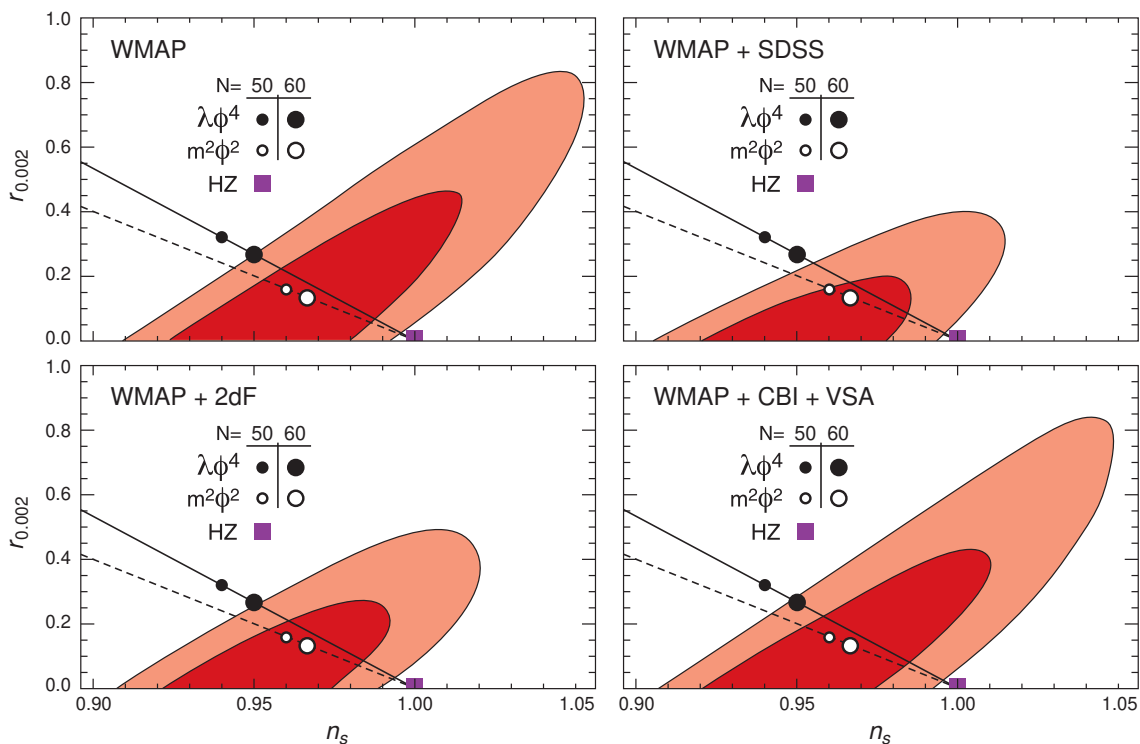 1.0
0.8
0.6
0.4
0.2
0.0
r0.002
WMAP
N= 50 60
λϕ⁴
m²ϕ²
HZ
WMAP + SDSS
N= 50 60
λϕ⁴
m²ϕ²
HZ
1.0
0.8
0.6
0.4
0.2
0.0
r0.002
WMAP + 2dF
N= 50 60
λϕ⁴
m²ϕ²
HZ
0.90 0.95 1.00 1.05
ns
WMAP + CBI + VSA
N= 50 60
λϕ⁴
m²ϕ²
HZ
0.90 0.95 1.00 1.05
ns